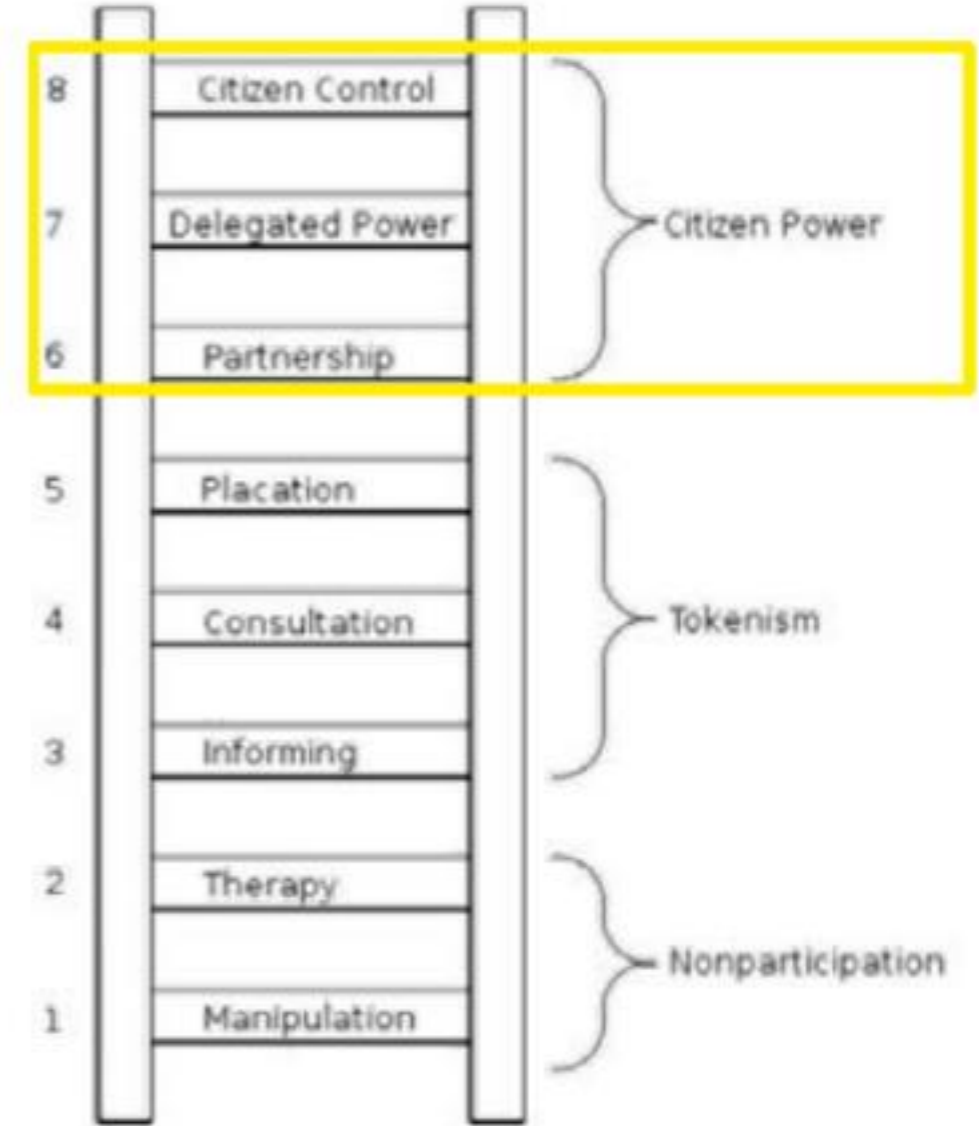 8 Citizen Control
7 Delegated Power Citizen Power
6 Partnership
5 Placation
4 Consultation Tokenism
3 Informing
2 Therapy
Nonparticipation
1 Manipulation